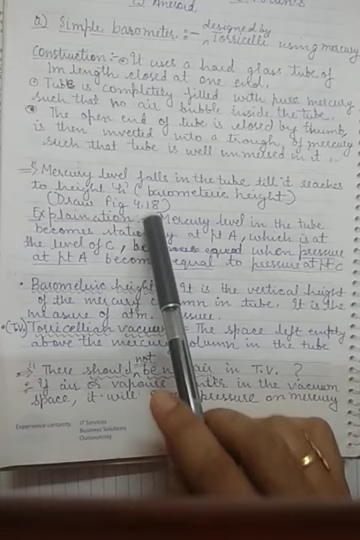 ② Aneroid
a) Simple barometer :- designed by Torricelli using mercury
Construction :- ① It uses a hard glass tube of
1m length closed at one end.
① Tube is completely filled with pure mercury
such that no air bubble inside the tube.
② The open end of tube is closed by thumb
is then inverted into a trough of mercury
such that tube is well immersed in it.
Mercury level falls in the tube till it reaches
to height 'h' (barometeric height)
(Draw Fig 4.18)
Explaination Mercury level in the tube
becomes stationary at pt A, which is at
the level of C, when pressure
at pt A becomes equal to pressure at pt C
• Barometric height It is the vertical height
of the mercury column in tube. It is the
measure of atm. pressure.
• (T.V.) Torricellian vacuum = The space left empty
above the mercury column in the tube
There should not be air in T.V. ?
If air or vapour in the vacuum
space, it will pressure on mercury
Experience certainty.
IT Services
Business Solutions
Outsourcing